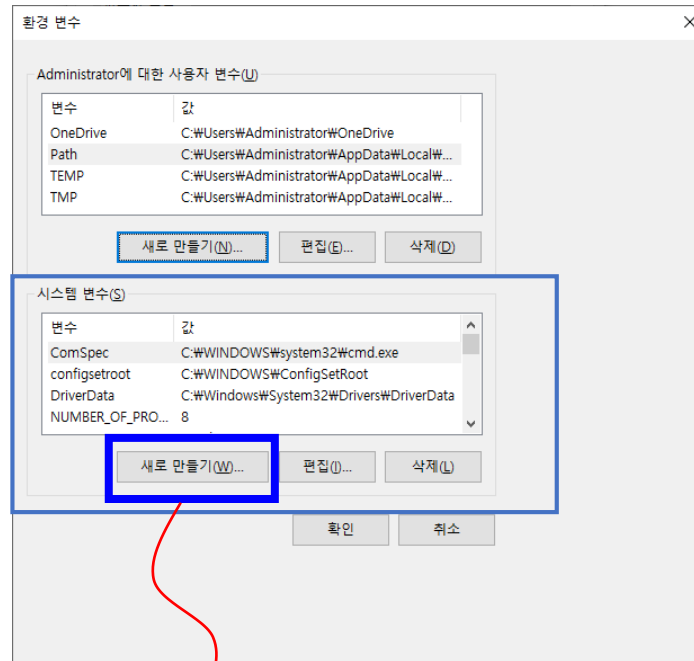 환경 변수
Administrator에 대한 사용자 변수(U)
변수 값
OneDrive C:₩Users₩Administrator₩OneDrive
Path C:₩Users₩Administrator₩AppData₩Local₩...
TEMP C:₩Users₩Administrator₩AppData₩Local₩...
TMP C:₩Users₩Administrator₩AppData₩Local₩...
새로 만들기(N)... 편집(E)... 삭제(D)
시스템 변수(S)
변수 값
ComSpec C:₩WINDOWS₩system32₩cmd.exe
configsetroot C:₩WINDOWS₩ConfigSetRoot
DriverData C:₩Windows₩System32₩Drivers₩DriverData
NUMBER_OF_PRO... 8
새로 만들기(W)... 편집(I)... 삭제(L)
확인 취소